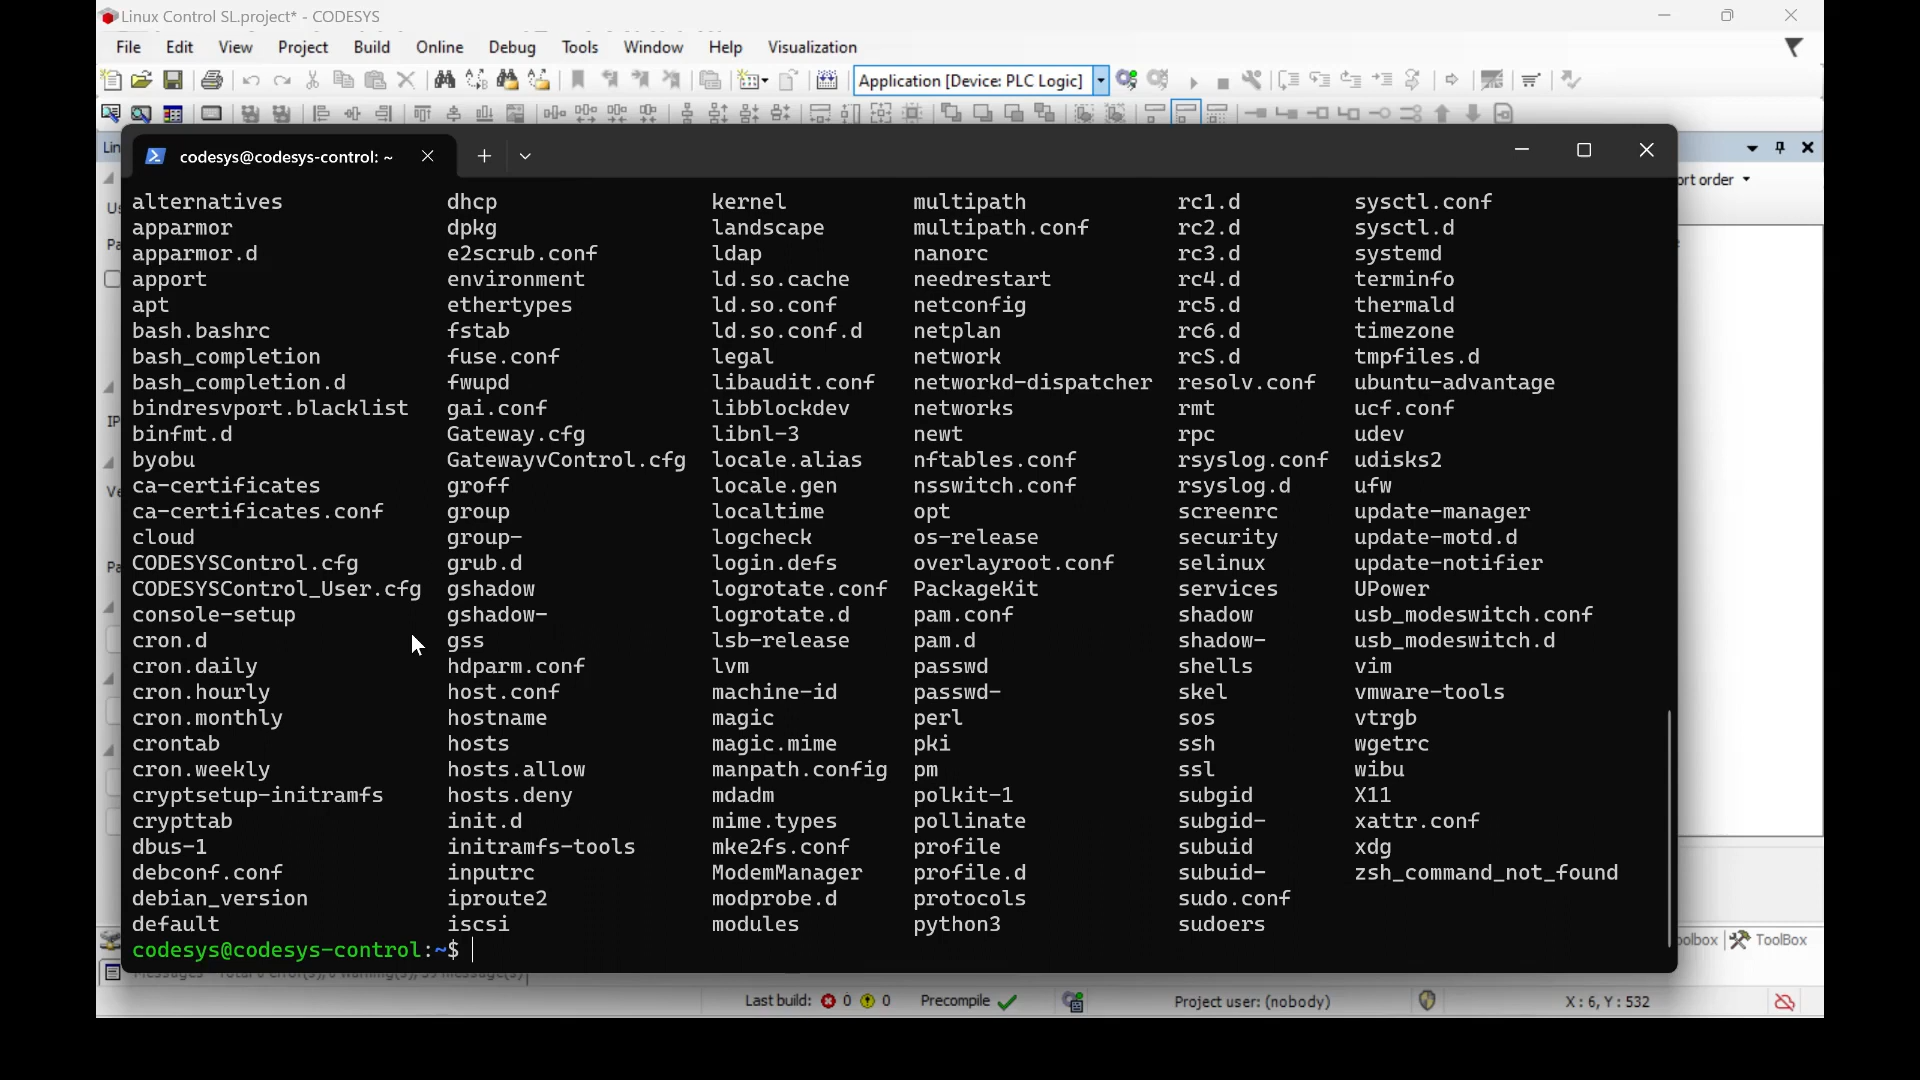 Linux Control SL.project* - CODESYS
File Edit View Project Build Online Debug Tools Window Help Visualization
Application [Device: PLC Logic]
codesys@codesys-control: ~
ort order
alternatives dhcp kernel multipath rc1.d sysctl.conf
apparmor dpkg landscape multipath.conf rc2.d sysctl.d
apparmor.d e2scrub.conf ldap nanorc rc3.d systemd
apport environment ld.so.cache needrestart rc4.d terminfo
apt ethertypes ld.so.conf netconfig rc5.d thermald
bash.bashrc fstab ld.so.conf.d netplan rc6.d timezone
bash_completion fuse.conf legal network rcS.d tmpfiles.d
bash_completion.d fwupd libaudit.conf networkd-dispatcher resolv.conf ubuntu-advantage
bindresvport.blacklist gai.conf libblockdev networks rmt ucf.conf
binfmt.d Gateway.cfg libnl-3 newt rpc udev
byobu GatewayvControl.cfg locale.alias nftables.conf rsyslog.conf udisks2
ca-certificates groff locale.gen nsswitch.conf rsyslog.d ufw
ca-certificates.conf group localtime opt screenrc update-manager
cloud group- logcheck os-release security update-motd.d
CODESYSControl.cfg grub.d login.defs overlayroot.conf selinux update-notifier
CODESYSControl_User.cfg gshadow logrotate.conf PackageKit services UPower
console-setup gshadow- logrotate.d pam.conf shadow usb_modeswitch.conf
cron.d gss lsb-release pam.d shadow- usb_modeswitch.d
cron.daily hdparm.conf lvm passwd shells vim
cron.hourly host.conf machine-id passwd- skel vmware-tools
cron.monthly hostname magic perl sos vtrgb
crontab hosts magic.mime pki ssh wgetrc
cron.weekly hosts.allow manpath.config pm ssl wibu
cryptsetup-initramfs hosts.deny mdadm polkit-1 subgid X11
crypttab init.d mime.types pollinate subgid- xattr.conf
dbus-1 initramfs-tools mke2fs.conf profile subuid xdg
debconf.conf inputrc ModemManager profile.d subuid- zsh_command_not_found
debian_version iproute2 modprobe.d protocols sudo.conf
default iscsi modules python3 sudoers
codesys@codesys-control:~$
ToolBox
Last build: 0 0 Precompile Project user: (nobody) X: 6, Y: 532